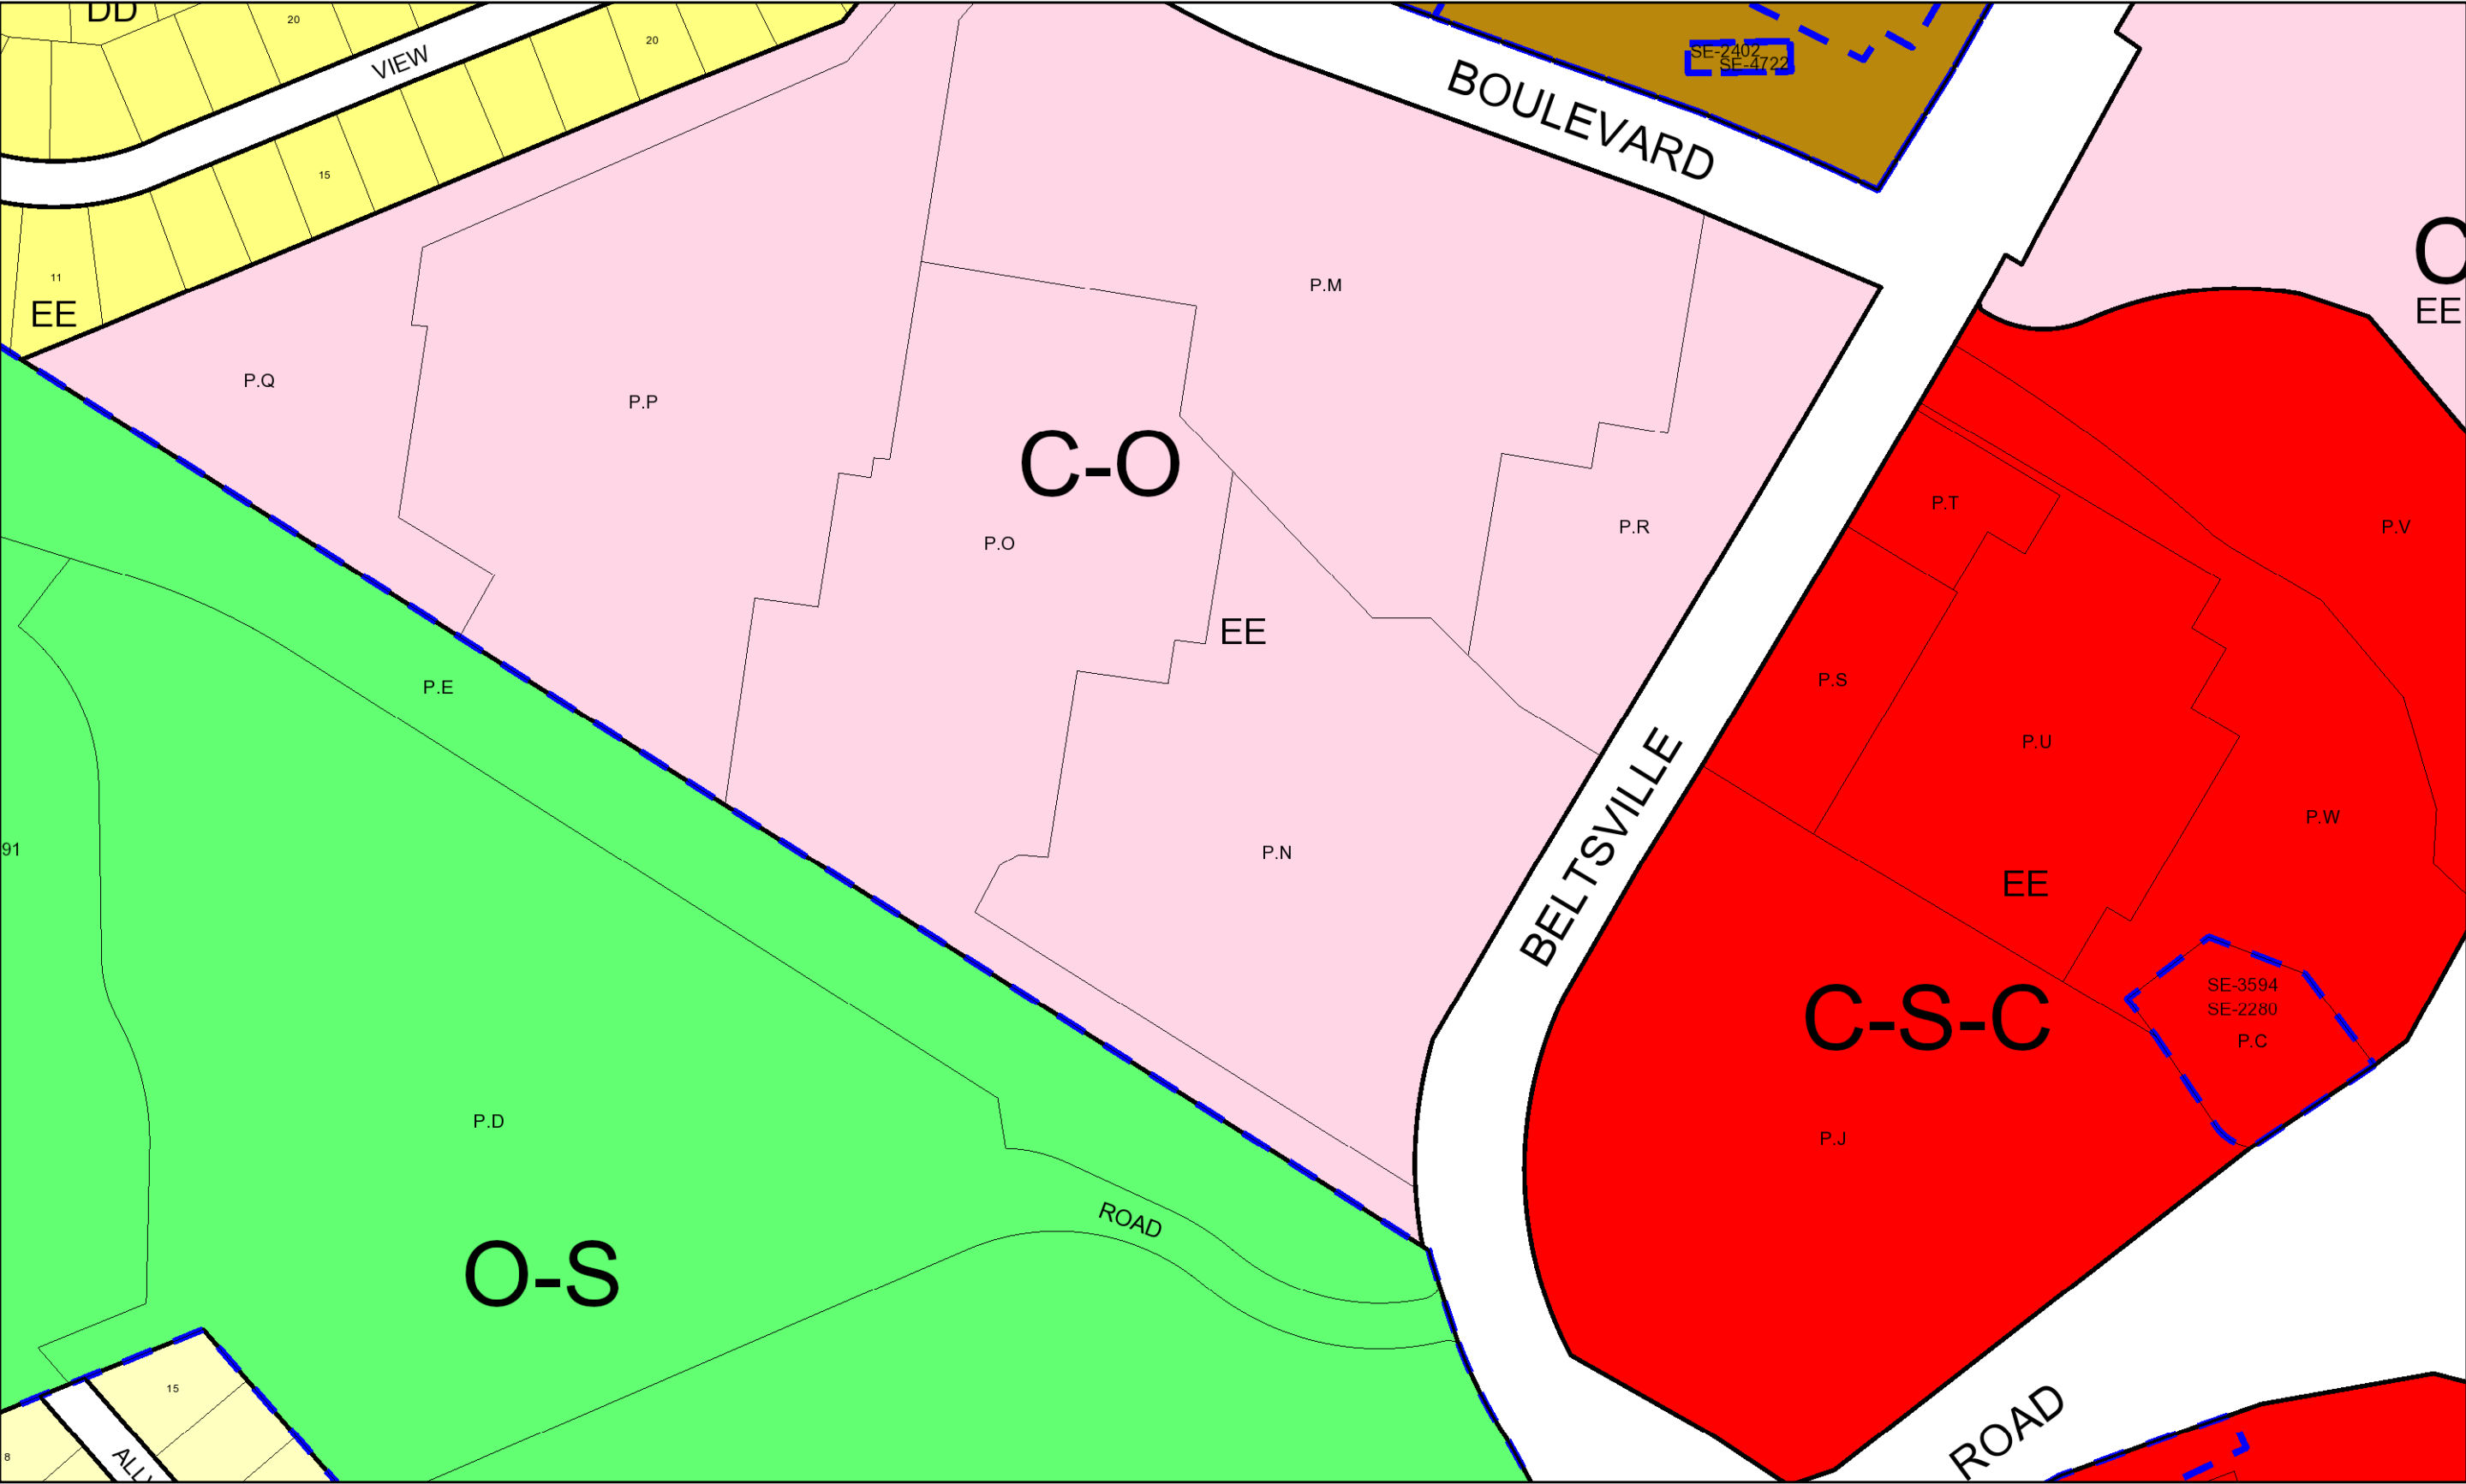 DD
20
VIEW
20
BOULEVARD
SE-2402
SE-4722
15
11
EE
P.M
EE
P.Q
P.P
C-O
P.T
P.O
P.R
P.V
EE
P.E
P.S
P.U
BELTSVILLE
P.W
91
P.N
EE
SE-3594
SE-2280
C-S-C
P.C
P.D
P.J
ROAD
O-S
15
ROAD
8